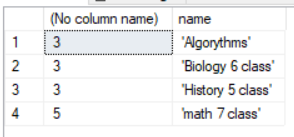 (No column name) name
1 3 'Algorythms'
2 3 'Biology 6 class'
3 3 'History 5 class'
4 5 'math 7 class'